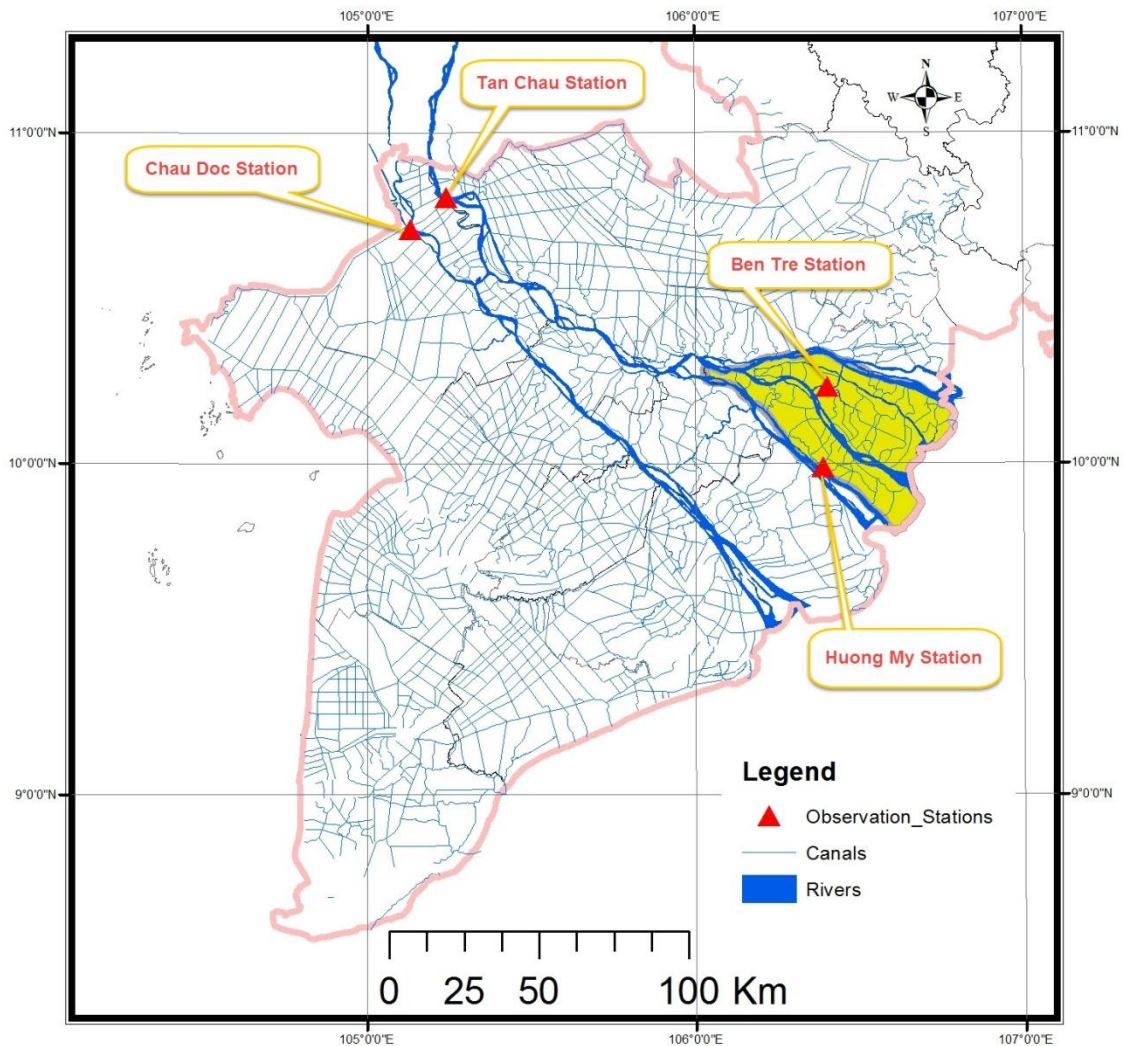 105°0'0"E 106°0'0"E 107°0'0"E
Tan Chau Station
N
W E
S
11°0'0"N 11°0'0"N
Chau Doc Station
Ben Tre Station
10°0'0"N 10°0'0"N
Huong My Station
Legend
9°0'0"N 9°0'0"N
Observation_Stations
Canals
Rivers
0 25 50 100 Km
105°0'0"E 106°0'0"E 107°0'0"E